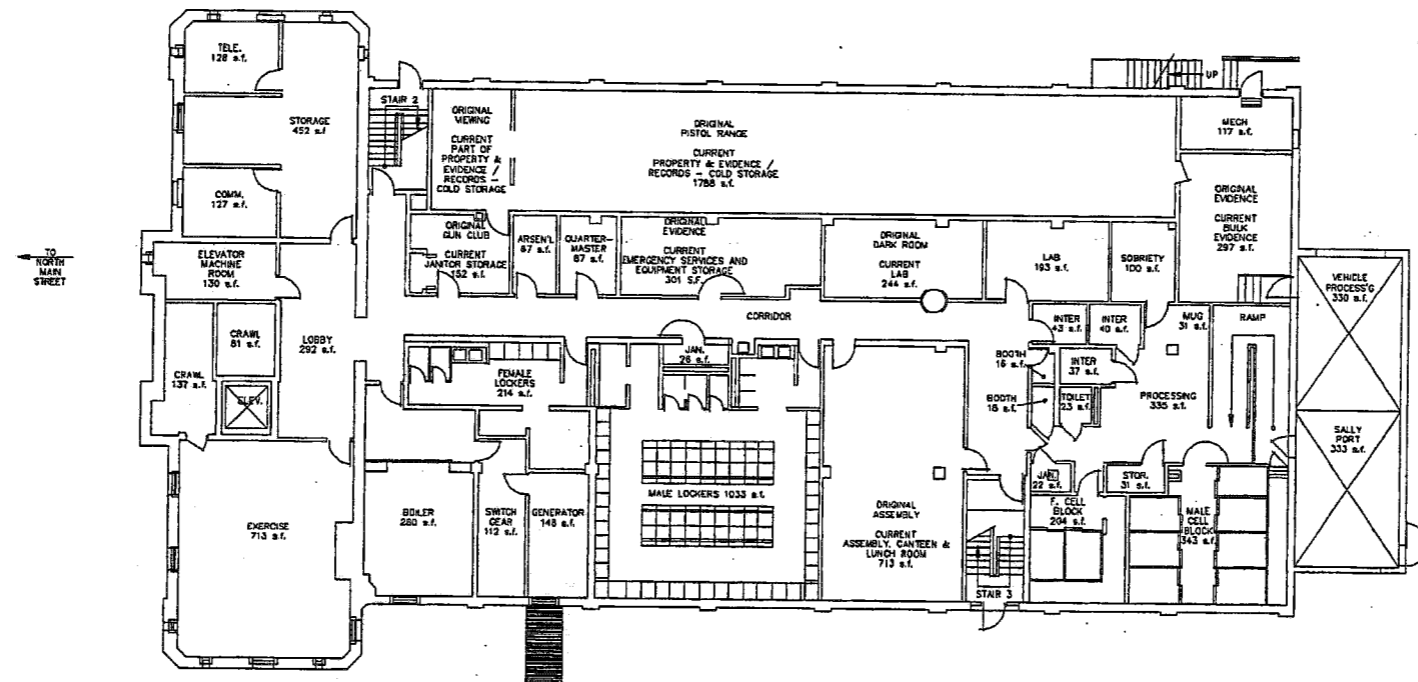 TELE.
128 s.f.
STORAGE
452 s.f
COMM.
127 s.f.
ELEVATOR
MACHINE
ROOM
130 s.f.
TO
NORTH
MAIN
STREET
CRAWL
81 s.f.
CRAWL
137 s.f.
ELEV.
LOBBY
292 s.f.
EXERCISE
713 s.f.
STAIR 2
ORIGINAL
VIEWING
CURRENT
PART OF
PROPERTY &
EVIDENCE /
RECORDS -
COLD STORAGE
ORIGINAL
PISTOL RANGE
CURRENT
PROPERTY & EVIDENCE /
RECORDS - COLD STORAGE
1788 s.f.
UP
MECH
117 s.f.
ORIGINAL
EVIDENCE
CURRENT
BULK
EVIDENCE
297 s.f.
ORIGINAL
GUN CLUB
CURRENT
JANITOR STORAGE
152 s.f.
ARSEN'L
87 s.f.
QUARTER-
MASTER
87 s.f.
ORIGINAL
EVIDENCE
CURRENT
EMERGENCY SERVICES AND
EQUIPMENT STORAGE
301 S.F.
ORIGINAL
DARK ROOM
CURRENT
LAB
244 s.f.
LAB
193 s.f.
SOBRIETY
100 s.f.
VEHICLE
PROCESS'G
330 s.f.
CORRIDOR
INTER
43 s.f.
INTER
40 s.f.
MUG
31 s.f.
RAMP
JAN.
26 s.f.
BOOTH
16 s.f.
INTER
37 s.f.
FEMALE
LOCKERS
214 s.f.
BOOTH
18 s.f.
TOILET
23 s.f.
PROCESSING
335 s.f.
SALLY
PORT
333 s.f.
BOILER
280 s.f.
SWITCH
GEAR
112 s.f.
GENERATOR
148 s.f.
MALE LOCKERS 1033 s.f.
ORIGINAL
ASSEMBLY
CURRENT
ASSEMBLY, CANTEEN &
LUNCH ROOM
713 s.f.
JAN.
22 s.f.
STOR.
31 s.f.
F. CELL
BLOCK
204 s.f.
MALE
CELL
BLOCK
343 s.f.
STAIR 3